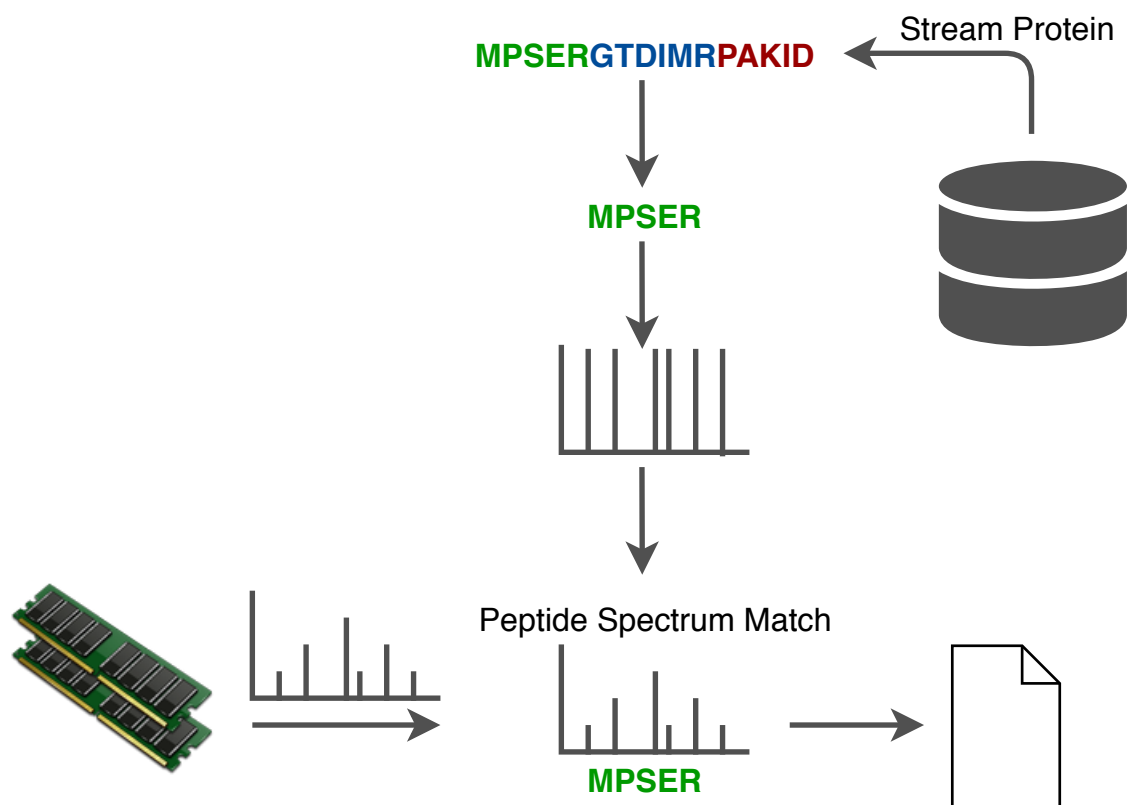 Stream Protein
MPSERGTDIMRPAKID
MPSER
Peptide Spectrum Match
MPSER